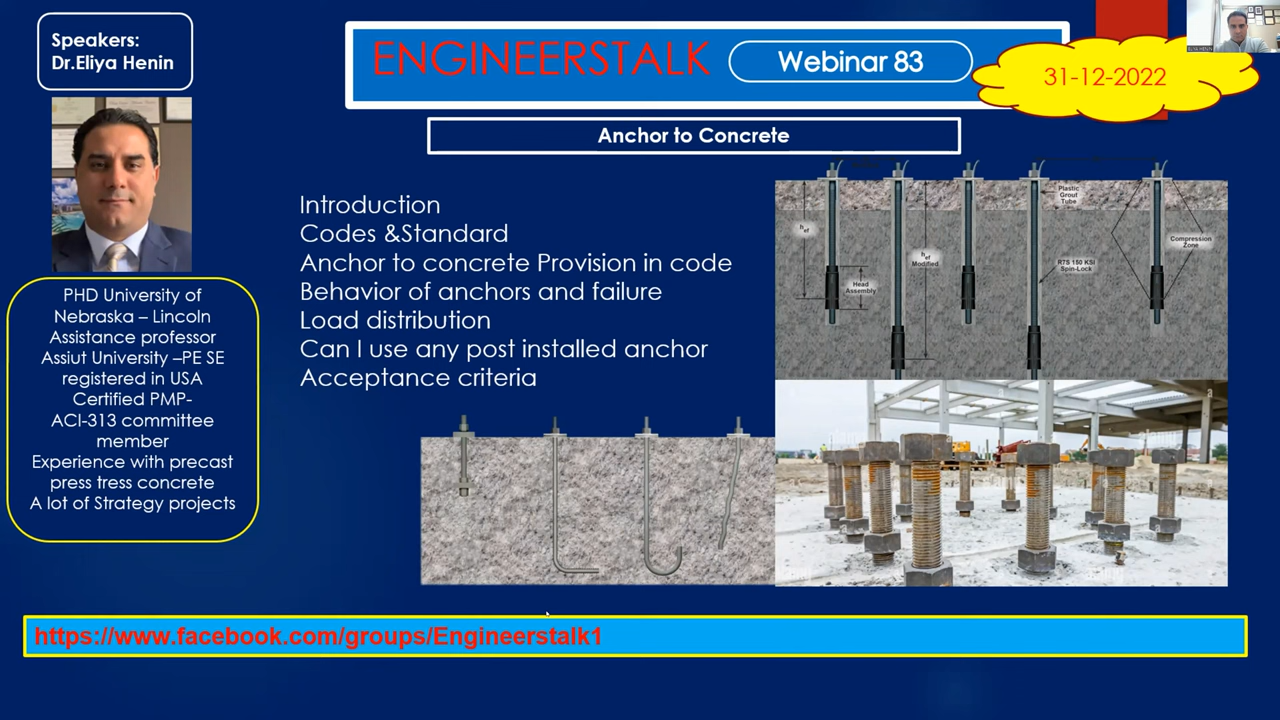 Speakers:
Dr.Eliya Henin
ENGINEERSTALK
Webinar 83
31-12-2022
Anchor to Concrete
Introduction
Codes &Standard
Anchor to concrete Provision in code
Behavior of anchors and failure
Load distribution
Can I use any post installed anchor
Acceptance criteria
PHD University of
Nebraska – Lincoln
Assistance professor
Assiut University –PE SE
registered in USA
Certified PMP-
ACI-313 committee
member
Experience with precast
press tress concrete
A lot of Strategy projects
Plastic
Grout
Tube
hef
hef
Modified
Compression
Zone
R7S 150 KSI
Spin-Lock
Head
Assembly
https://www.facebook.com/groups/Engineerstalk1